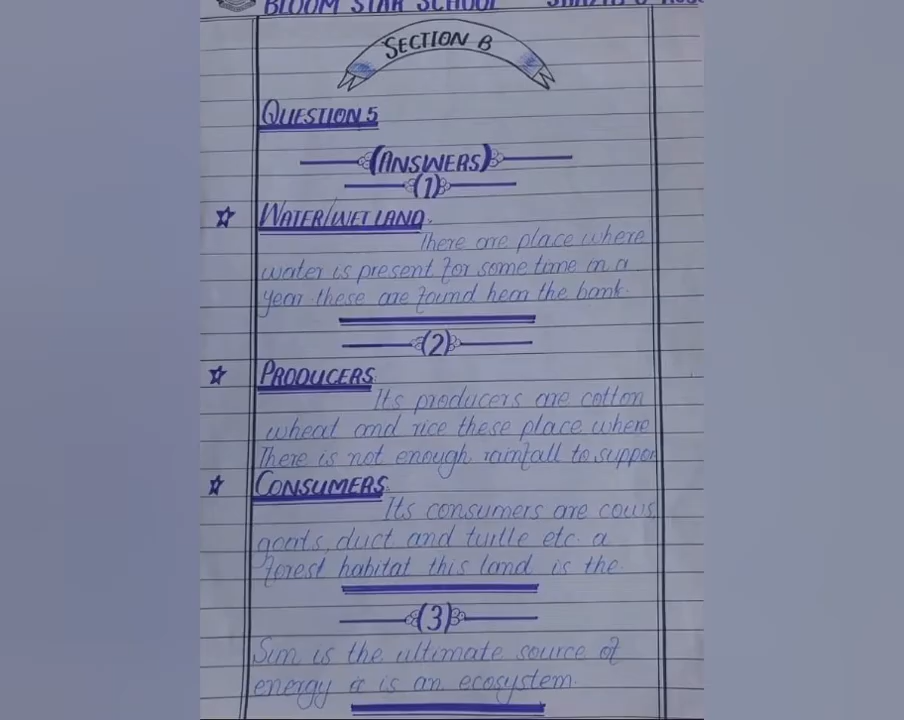 BLOOM STAR SCHOOL
SECTION B
QUESTION 5
(ANSWERS)
(1)
WATER/WETLAND.
There are place where
water is present for some time in a
year these are found hear the bank.
(2)
PRODUCERS
Its producers are cotton
wheat and rice these place where
There is not enough rainfall to suppor
CONSUMERS
Its consumers are cows,
goats, duct and tutle etc. a
forest habitat this land is the
(3)
Sun is the ultimate source of
energy is an ecosystem.